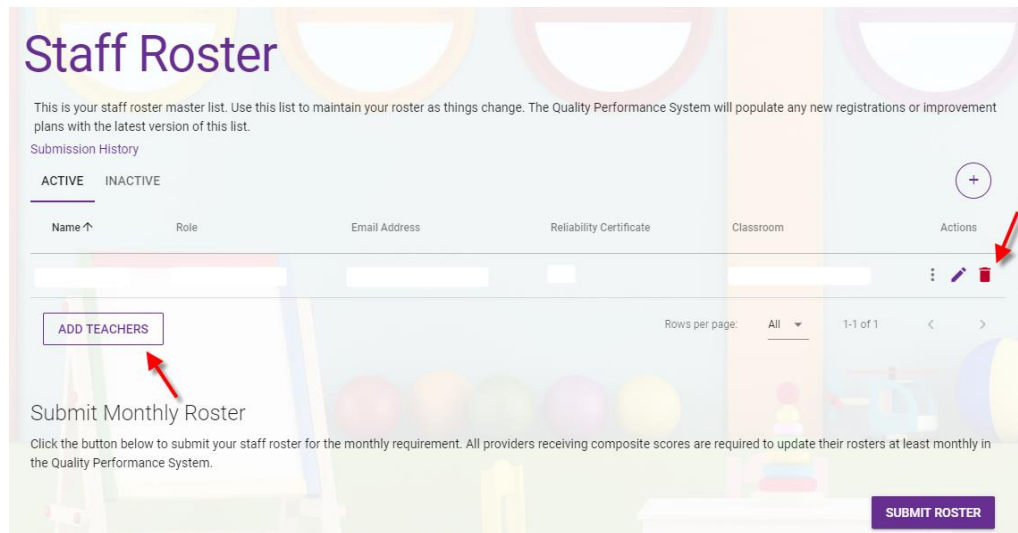 Staff Roster
This is your staff roster master list. Use this list to maintain your roster as things change. The Quality Performance System will populate any new registrations or improvement
plans with the latest version of this list.
Submission History
ACTIVE INACTIVE
Name Role Email Address Reliability Certificate Classroom Actions
ADD TEACHERS Rows per page: All 1-1 of 1
Submit Monthly Roster
Click the button below to submit your staff roster for the monthly requirement. All providers receiving composite scores are required to update their rosters at least monthly in
the Quality Performance System.
SUBMIT ROSTER